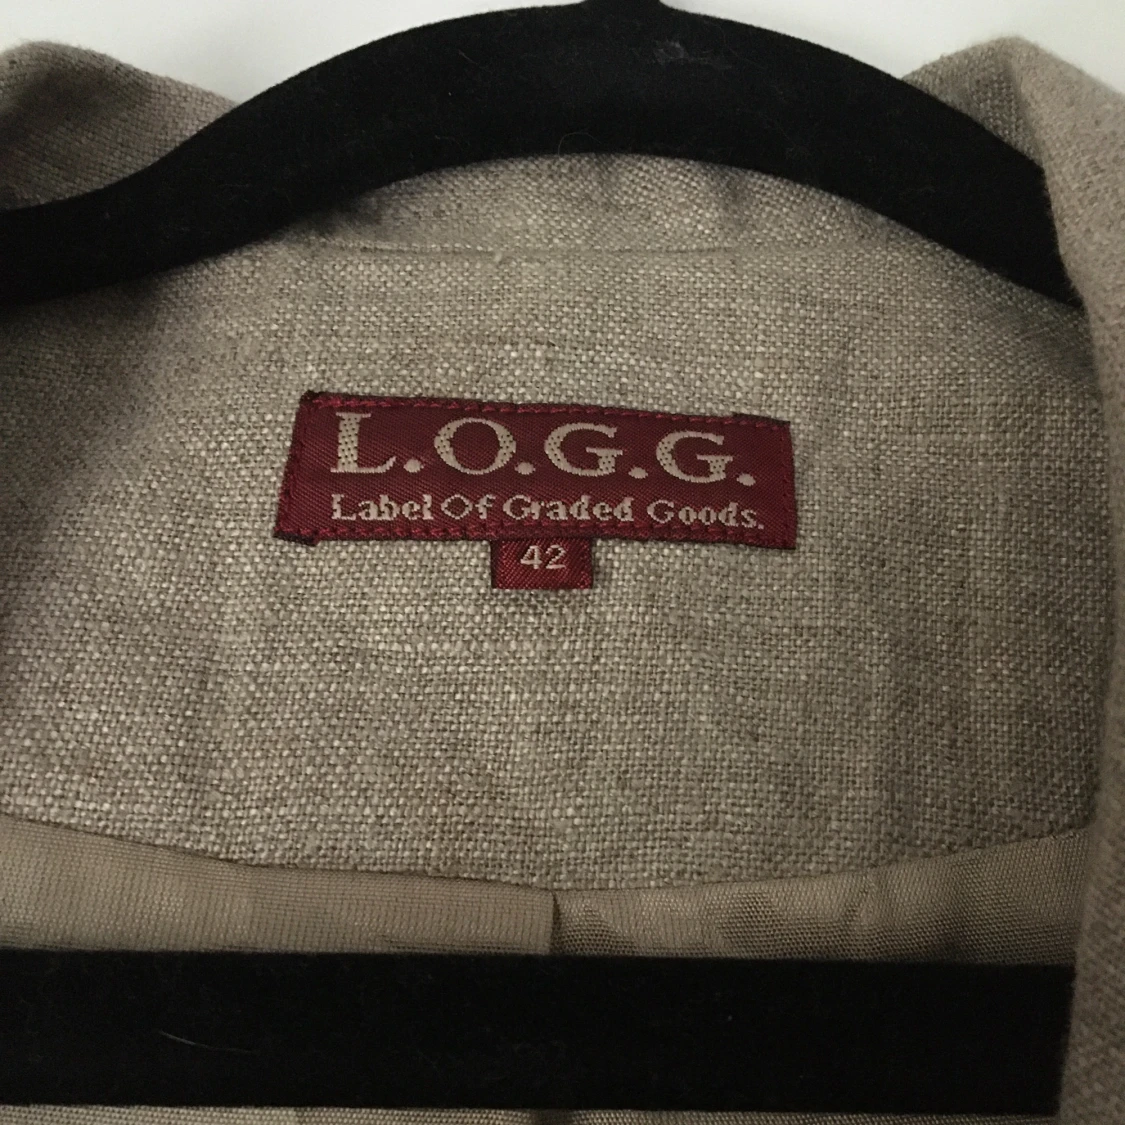 L.O.G.G.
Label Of Graded Goods.
42